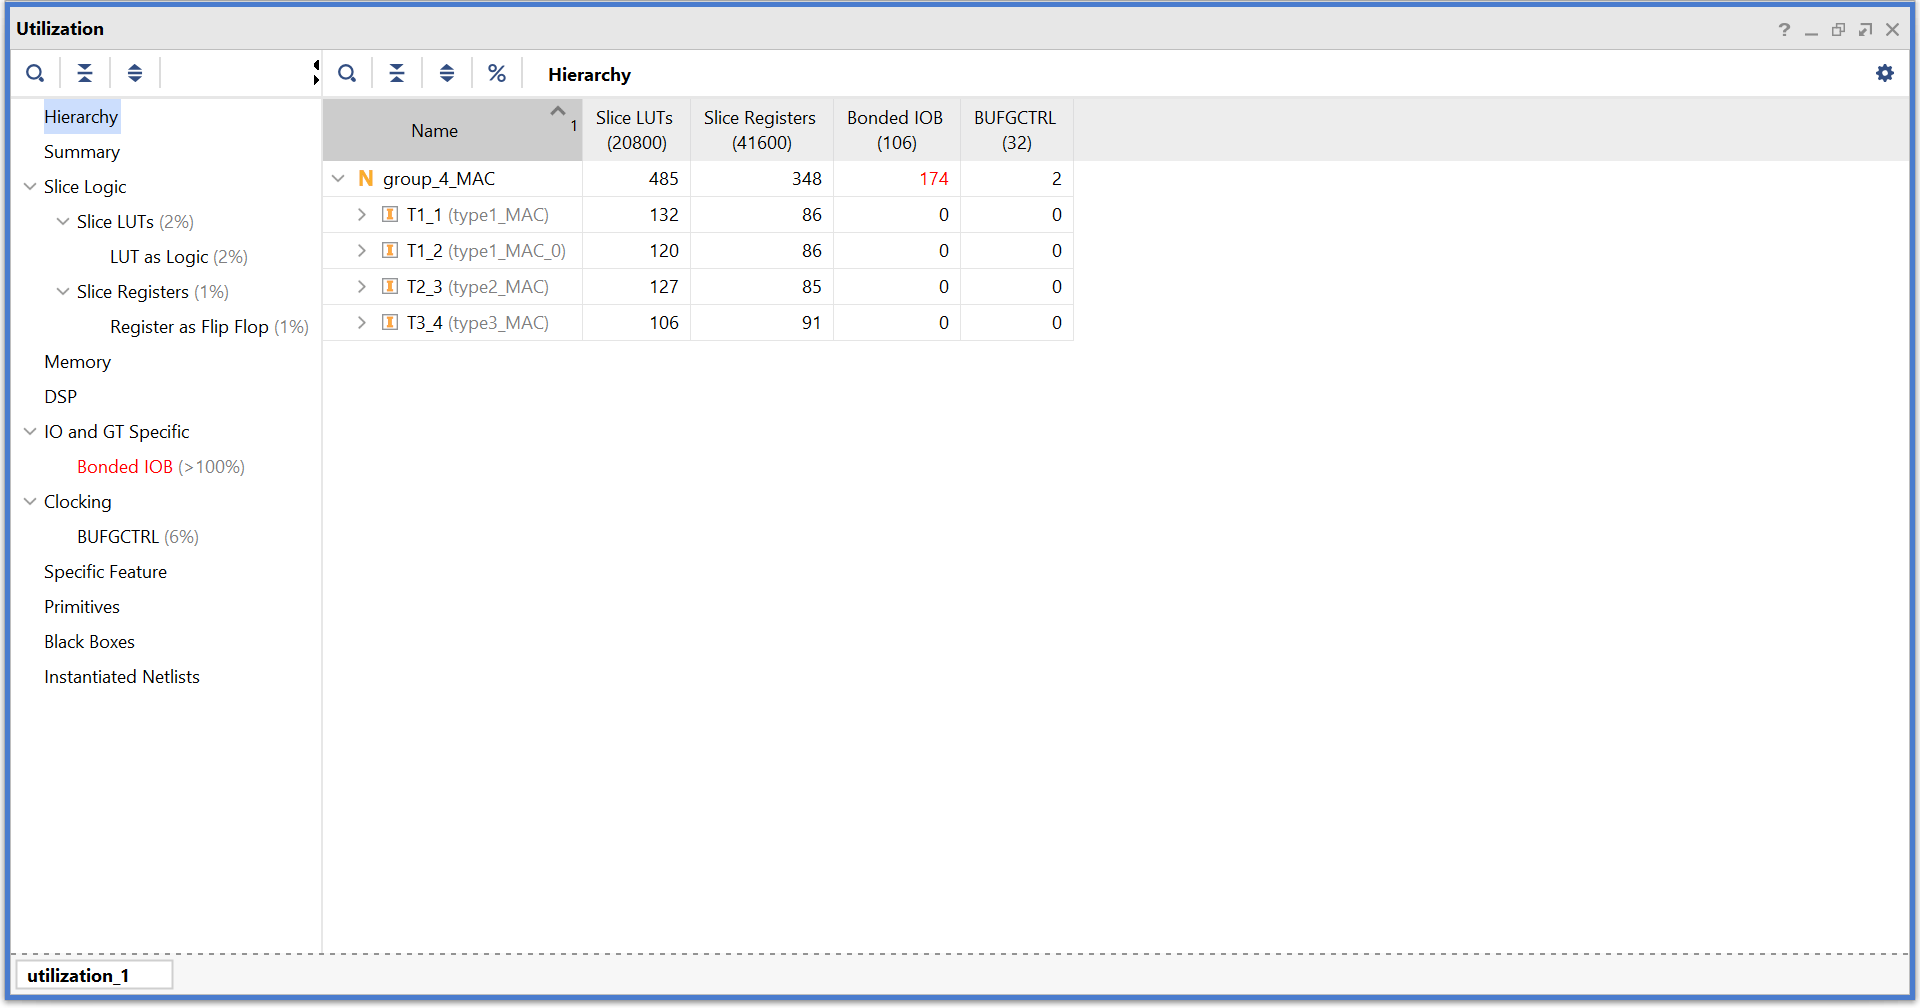 Utilization
Hierarchy
Hierarchy
Summary
Slice Logic
Slice LUTs (2%)
LUT as Logic (2%)
Slice Registers (1%)
Register as Flip Flop (1%)
Memory
DSP
IO and GT Specific
Bonded IOB (>100%)
Clocking
BUFGCTRL (6%)
Specific Feature
Primitives
Black Boxes
Instantiated Netlists
Name 1 Slice LUTs (20800) Slice Registers (41600) Bonded IOB (106) BUFGCTRL (32)
N group_4_MAC 485 348 174 2
I T1_1 (type1_MAC) 132 86 0 0
I T1_2 (type1_MAC_0) 120 86 0 0
I T2_3 (type2_MAC) 127 85 0 0
I T3_4 (type3_MAC) 106 91 0 0
utilization_1